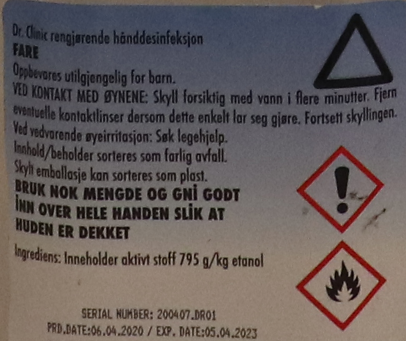 Dr. Clinic rengjørende hånddesinfeksjon
FARE
Oppbevares utilgjengelig for barn.
VED KONTAKT MED ØYNENE: Skyll forsiktig med vann i flere minutter. Fjern
eventuelle kontaktlinser dersom dette enkelt lar seg gjøre. Fortsett skyllingen.
Ved vedvarende øyeirritasjon: Søk legehjelp.
Innhold/beholder sorteres som farlig avfall.
Skylt emballasje kan sorteres som plast.
BRUK NOK MENGDE OG GNİ GODT
İNN OVER HELE HANDEN SLİK AT
HUDEN ER DEKKET
Ingrediens: Inneholder aktivt stoff 795 g/kg etanol
SERIAL NUMBER: 200407.DR01
PRD.DATE:06.04.2020 / EXP. DATE:05.04.2023